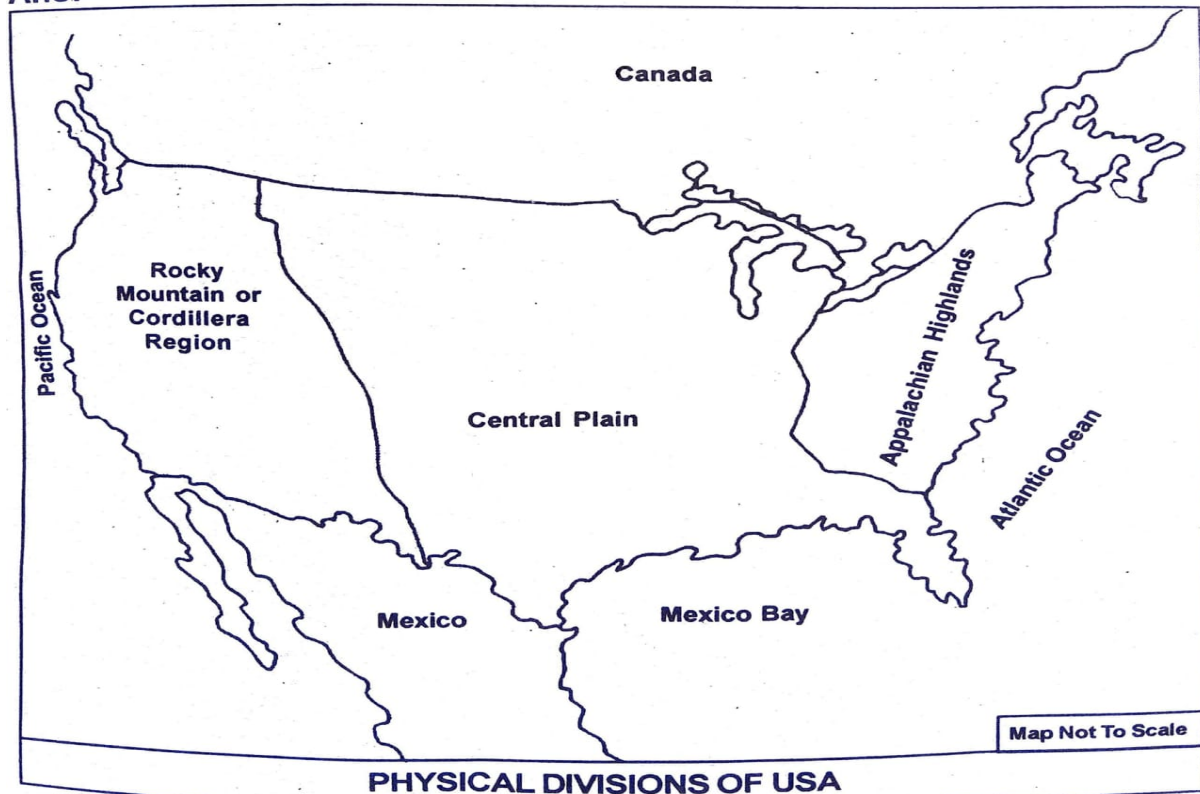 Canada
Rocky
Mountain or
Cordillera
Region
Pacific Ocean
Central Plain
Appalachian Highlands
Atlantic Ocean
Mexico
Mexico Bay
Map Not To Scale
PHYSICAL DIVISIONS OF USA